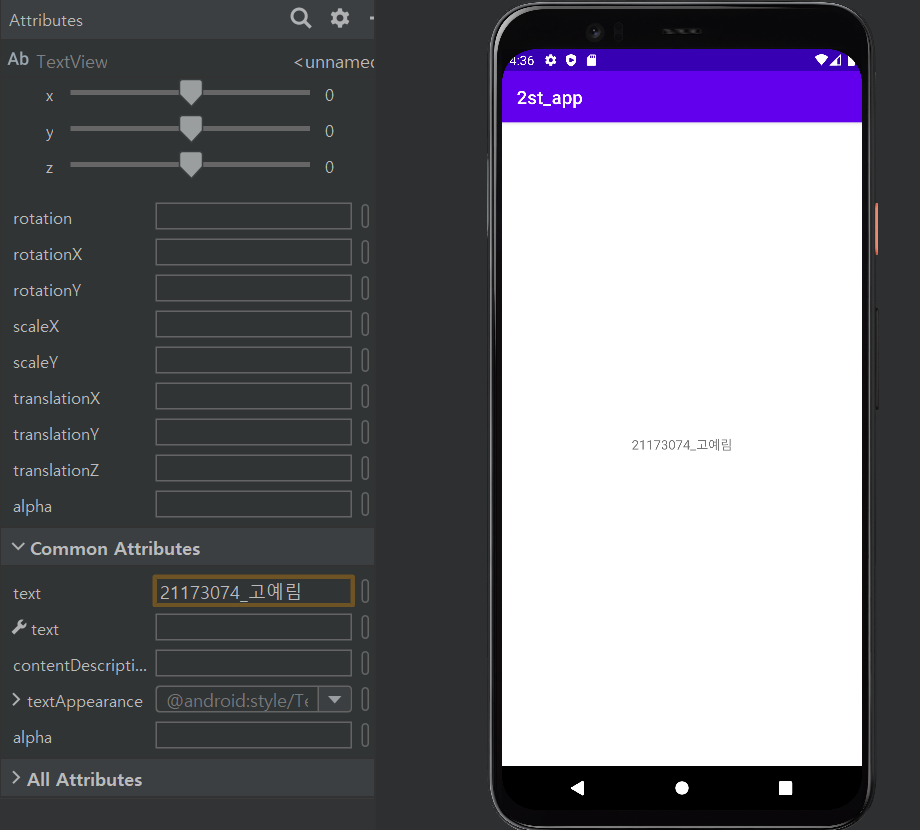 Attributes
Ab TextView <unnamed
x 0
y 0
z 0
rotation
rotationX
rotationY
scaleX
scaleY
translationX
translationY
translationZ
alpha
Common Attributes
text 21173074_고예림
text
contentDescripti...
textAppearance @android:style/Te
alpha
All Attributes
4:36
2st_app
21173074_고예림